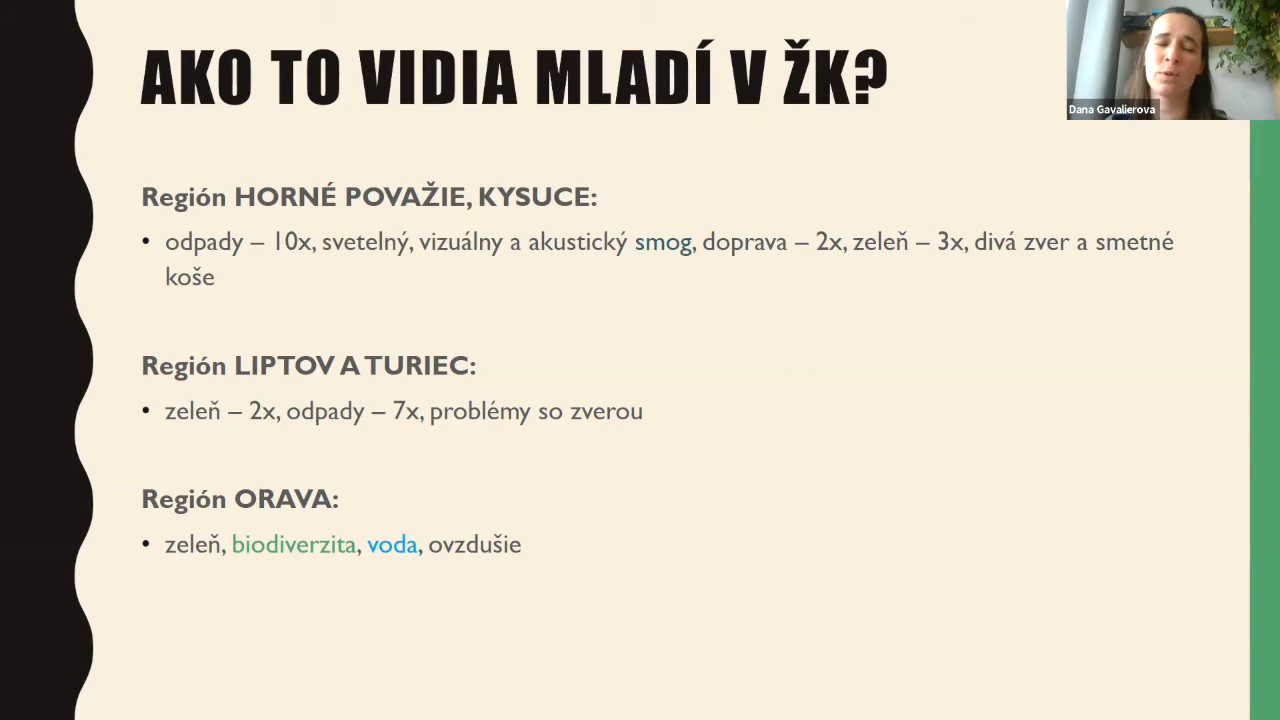 AKO TO VIDIA MLADÍ V ŽK?
Dana Gavalierova
Región HORNÉ POVAŽIE, KYSUCE:
• odpady – 10x, svetelný, vizuálny a akustický smog, doprava – 2x, zeleň – 3x, divá zver a smetné
koše
Región LIPTOV A TURIEC:
• zeleň – 2x, odpady – 7x, problémy so zverou
Región ORAVA:
• zeleň, biodiverzita, voda, ovzdušie